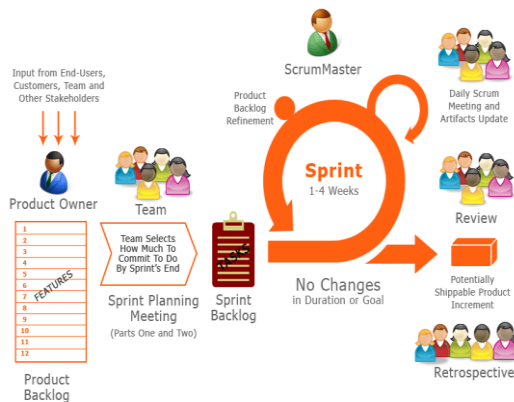 Input from End-Users,
Customers, Team and
Other Stakeholders
Product Owner
1
2
3
4
5
6
7
8
9
10
11
12
FEATURES
Product
Backlog
Team
Team Selects
How Much To
Commit To Do
By Sprint's End
Sprint Planning
Meeting
(Parts One and Two)
TASKS
Sprint
Backlog
ScrumMaster
Product
Backlog
Refinement
Sprint
1-4 Weeks
No Changes
in Duration or Goal
Daily Scrum
Meeting and
Artifacts Update
Review
Potentially
Shippable Product
Increment
Retrospective